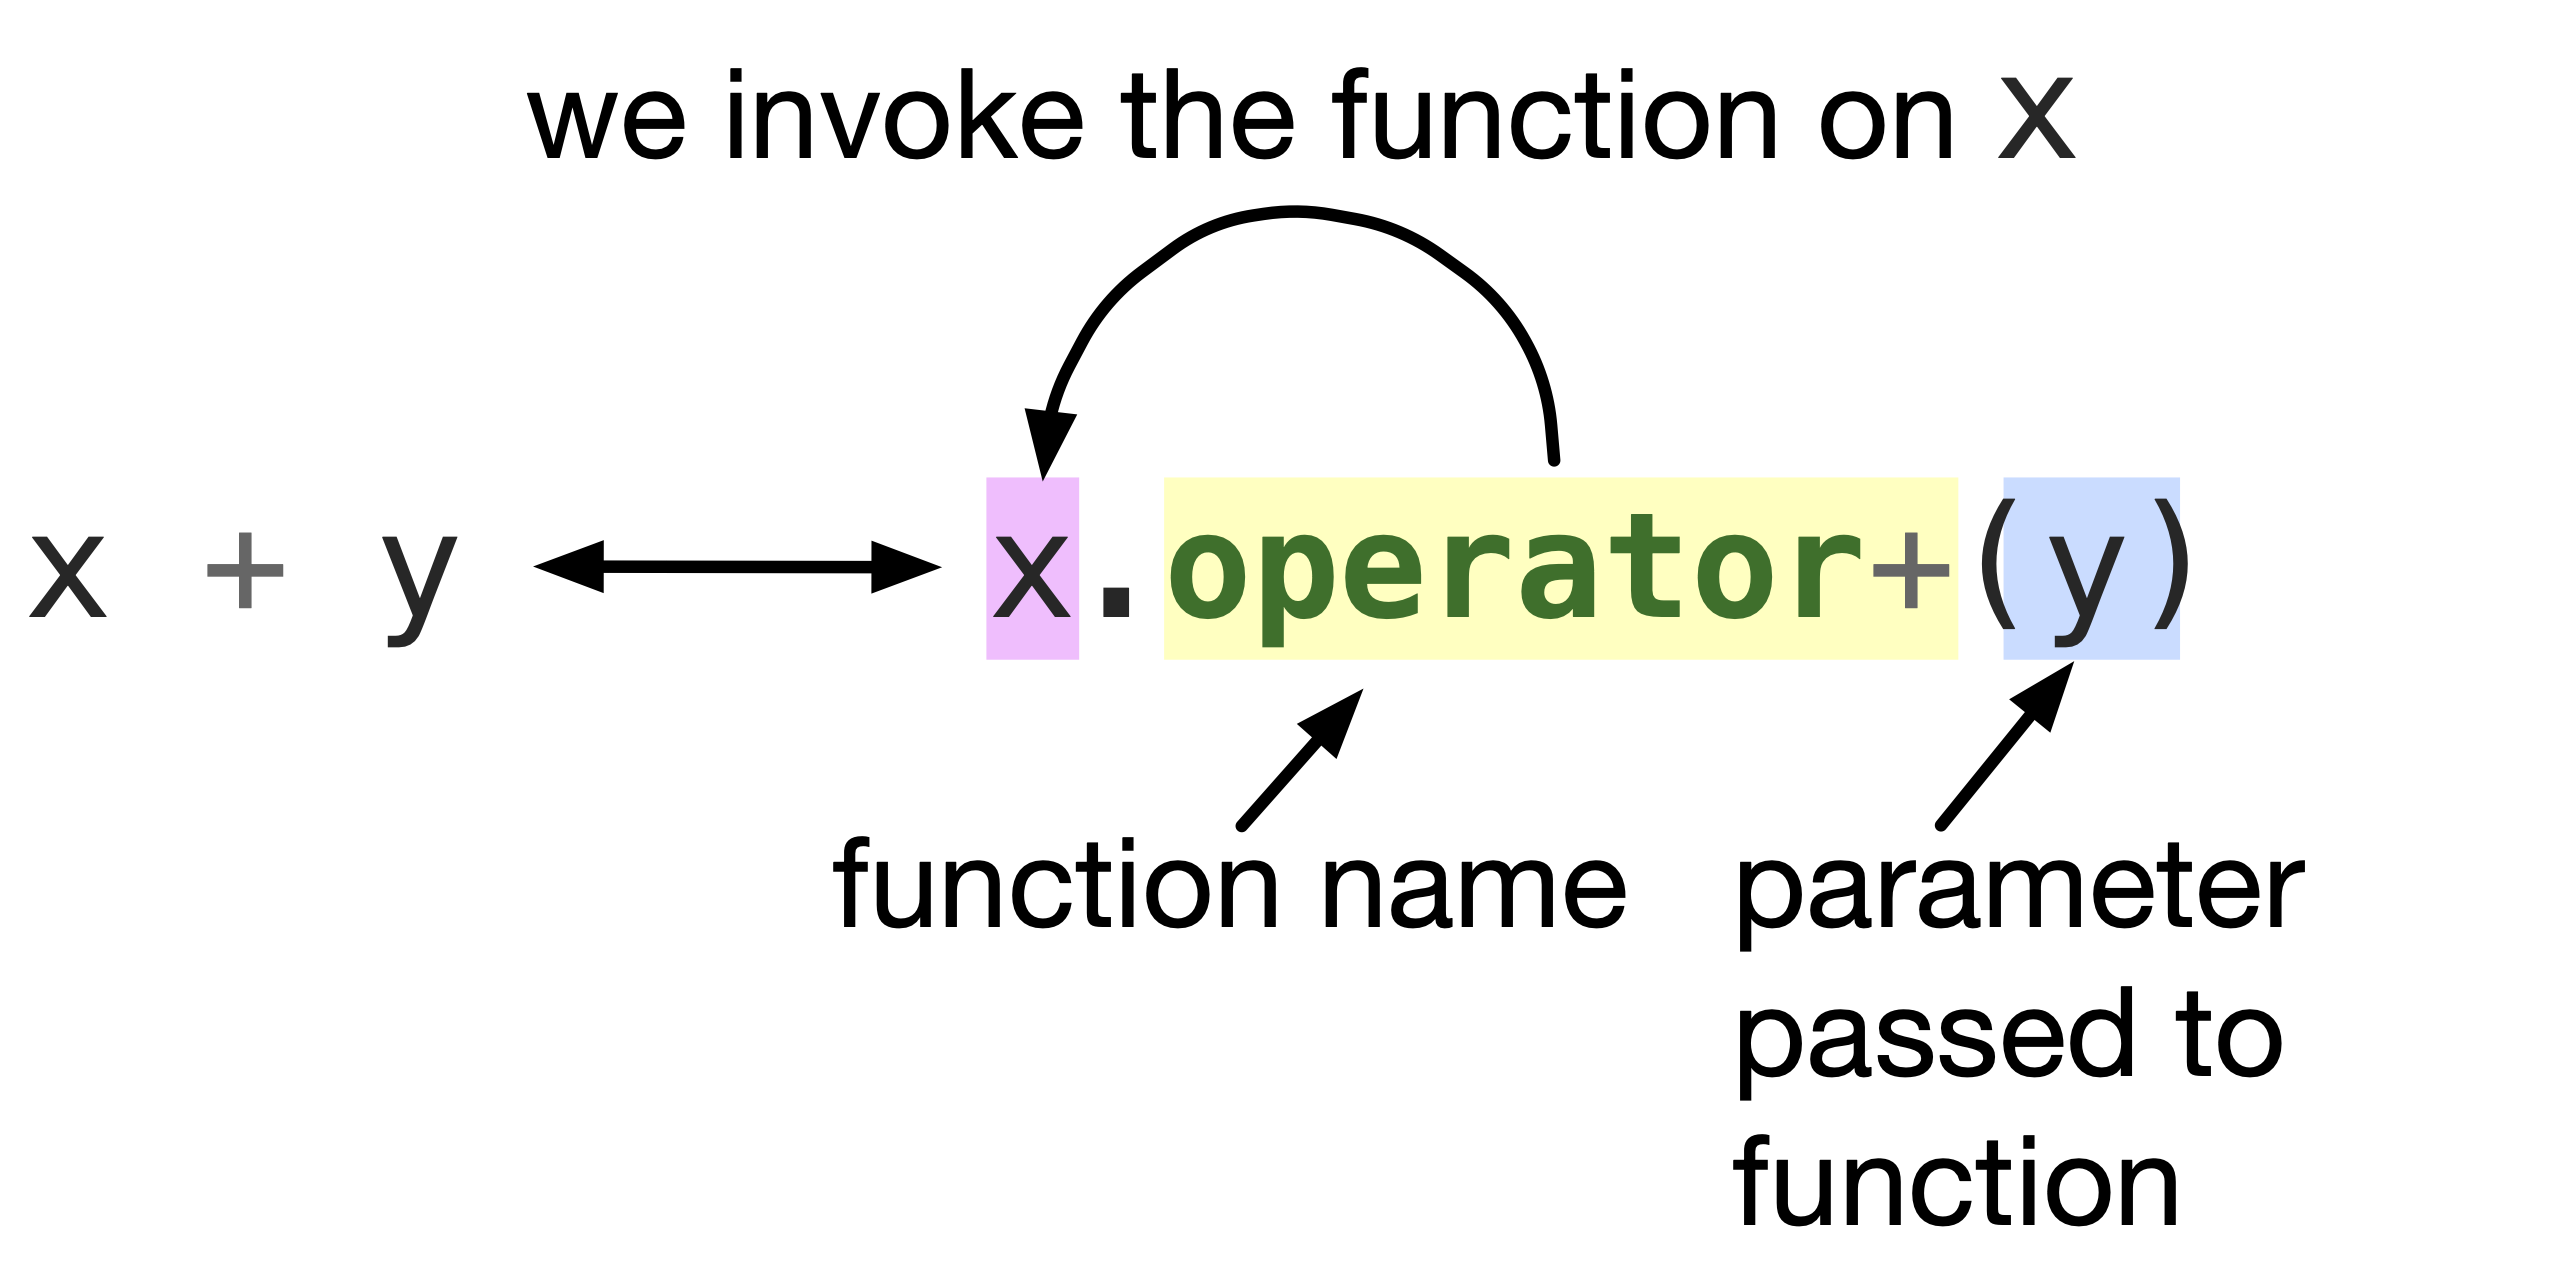 we invoke the function on x
x + y x.operator+(y)
function name
parameter
passed to
function